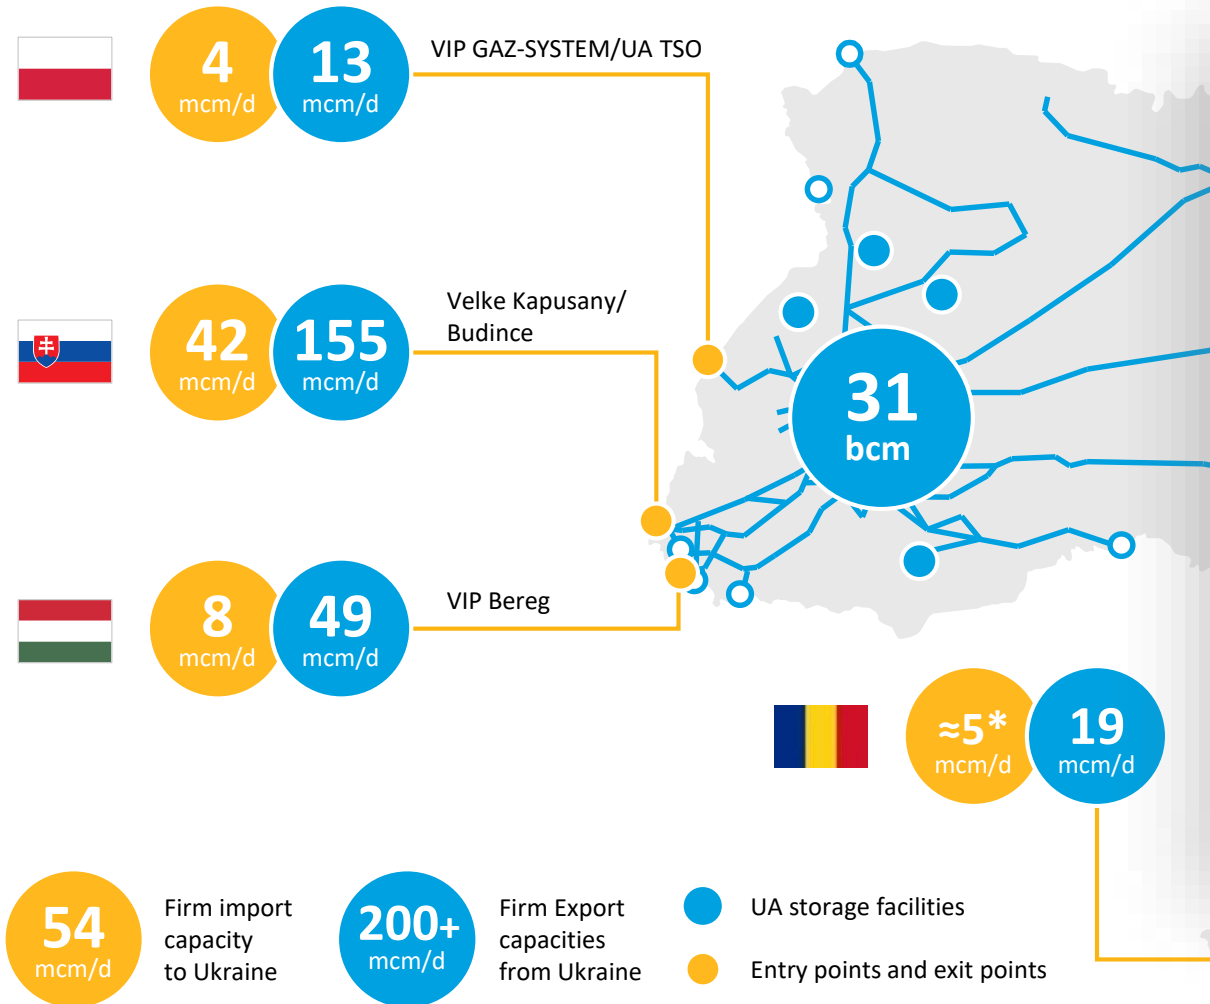 4
mcm/d
13
mcm/d
VIP GAZ-SYSTEM/UA TSO
42
mcm/d
155
mcm/d
Velke Kapusany/
Budince
31
bcm
8
mcm/d
49
mcm/d
VIP Bereg
≈5*
mcm/d
19
mcm/d
54
mcm/d
Firm import
capacity
to Ukraine
200+
mcm/d
Firm Export
capacities
from Ukraine
UA storage facilities
Entry points and exit points